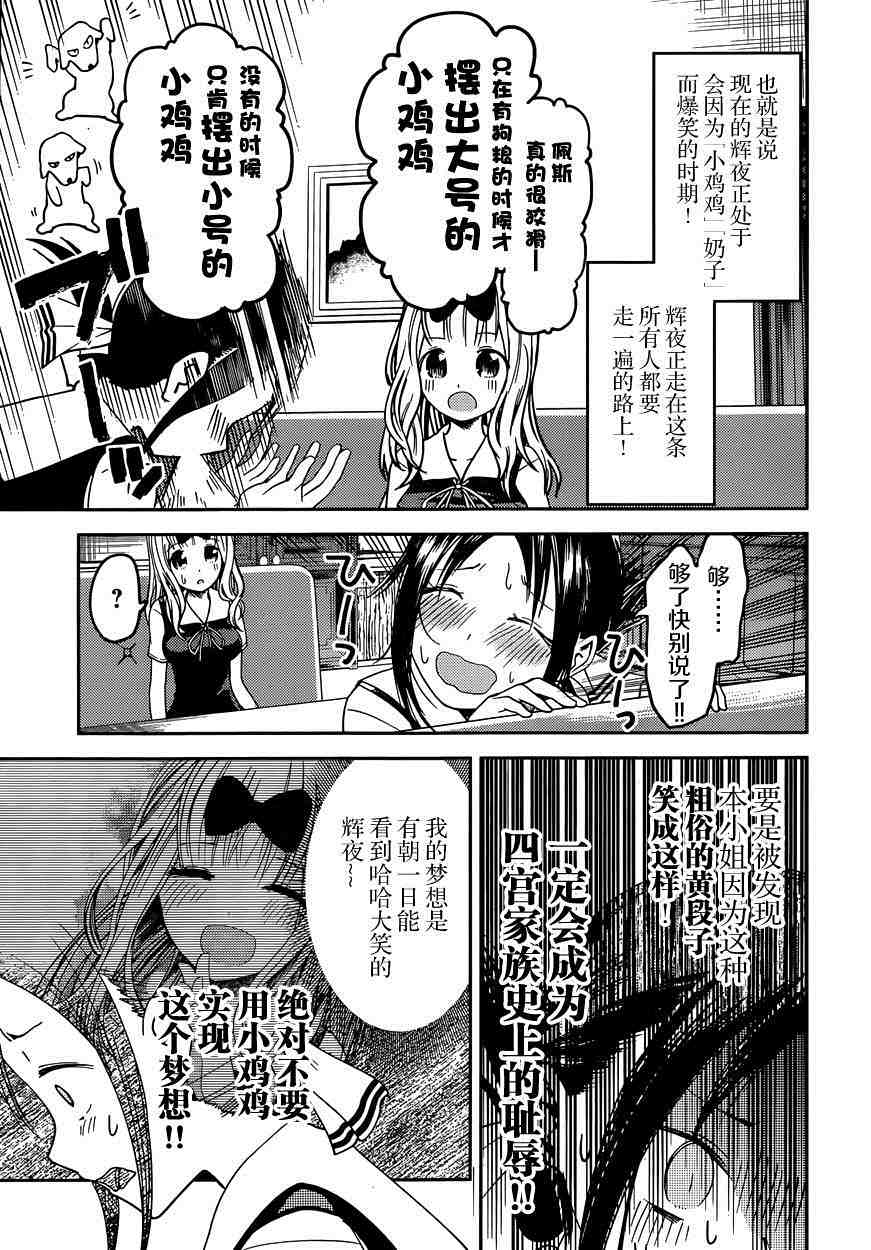 也就是说
现在的辉夜正处于
会因为「小鸡鸡」「奶子」
而爆笑的时期！
辉夜正走在这条
所有人都要
走一遍的路上！
佩斯
真的很狡猾—
只在有狗粮的时候才
摆出大号的
小鸡鸡
没有的时候
只肯摆出小号的
小鸡鸡
够……
够了快别说了!!
ひーっ
ひーっ
？
要是被发现
本小姐因为这种
粗俗的黄段子
笑成这样！
一定会成为
四宫家族史上的耻辱!!
我的梦想是
有朝一日能
看到哈哈大笑的
辉夜～
绝对不要
用小鸡鸡
实现
这个梦想!!